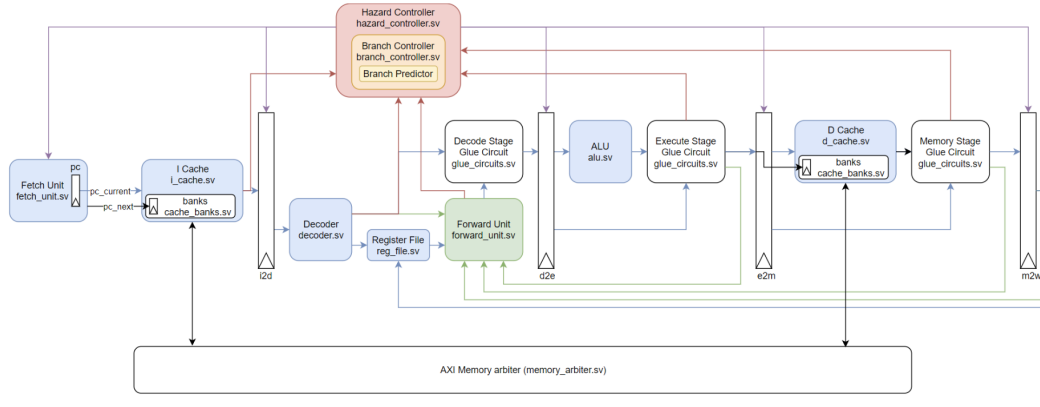 Hazard Controller
hazard_controller.sv
Branch Controller
branch_controller.sv
Branch Predictor
pc
Fetch Unit
fetch_unit.sv
pc_current
pc_next
I Cache
i_cache.sv
banks
cache_banks.sv
i2d
Decoder
decoder.sv
Register File
reg_file.sv
Decode Stage
Glue Circuit
glue_circuits.sv
Forward Unit
forward_unit.sv
d2e
ALU
alu.sv
Execute Stage
Glue Circuit
glue_circuits.sv
e2m
D Cache
d_cache.sv
banks
cache_banks.sv
Memory Stage
Glue Circuit
glue_circuits.sv
m2w
AXI Memory arbiter (memory_arbiter.sv)